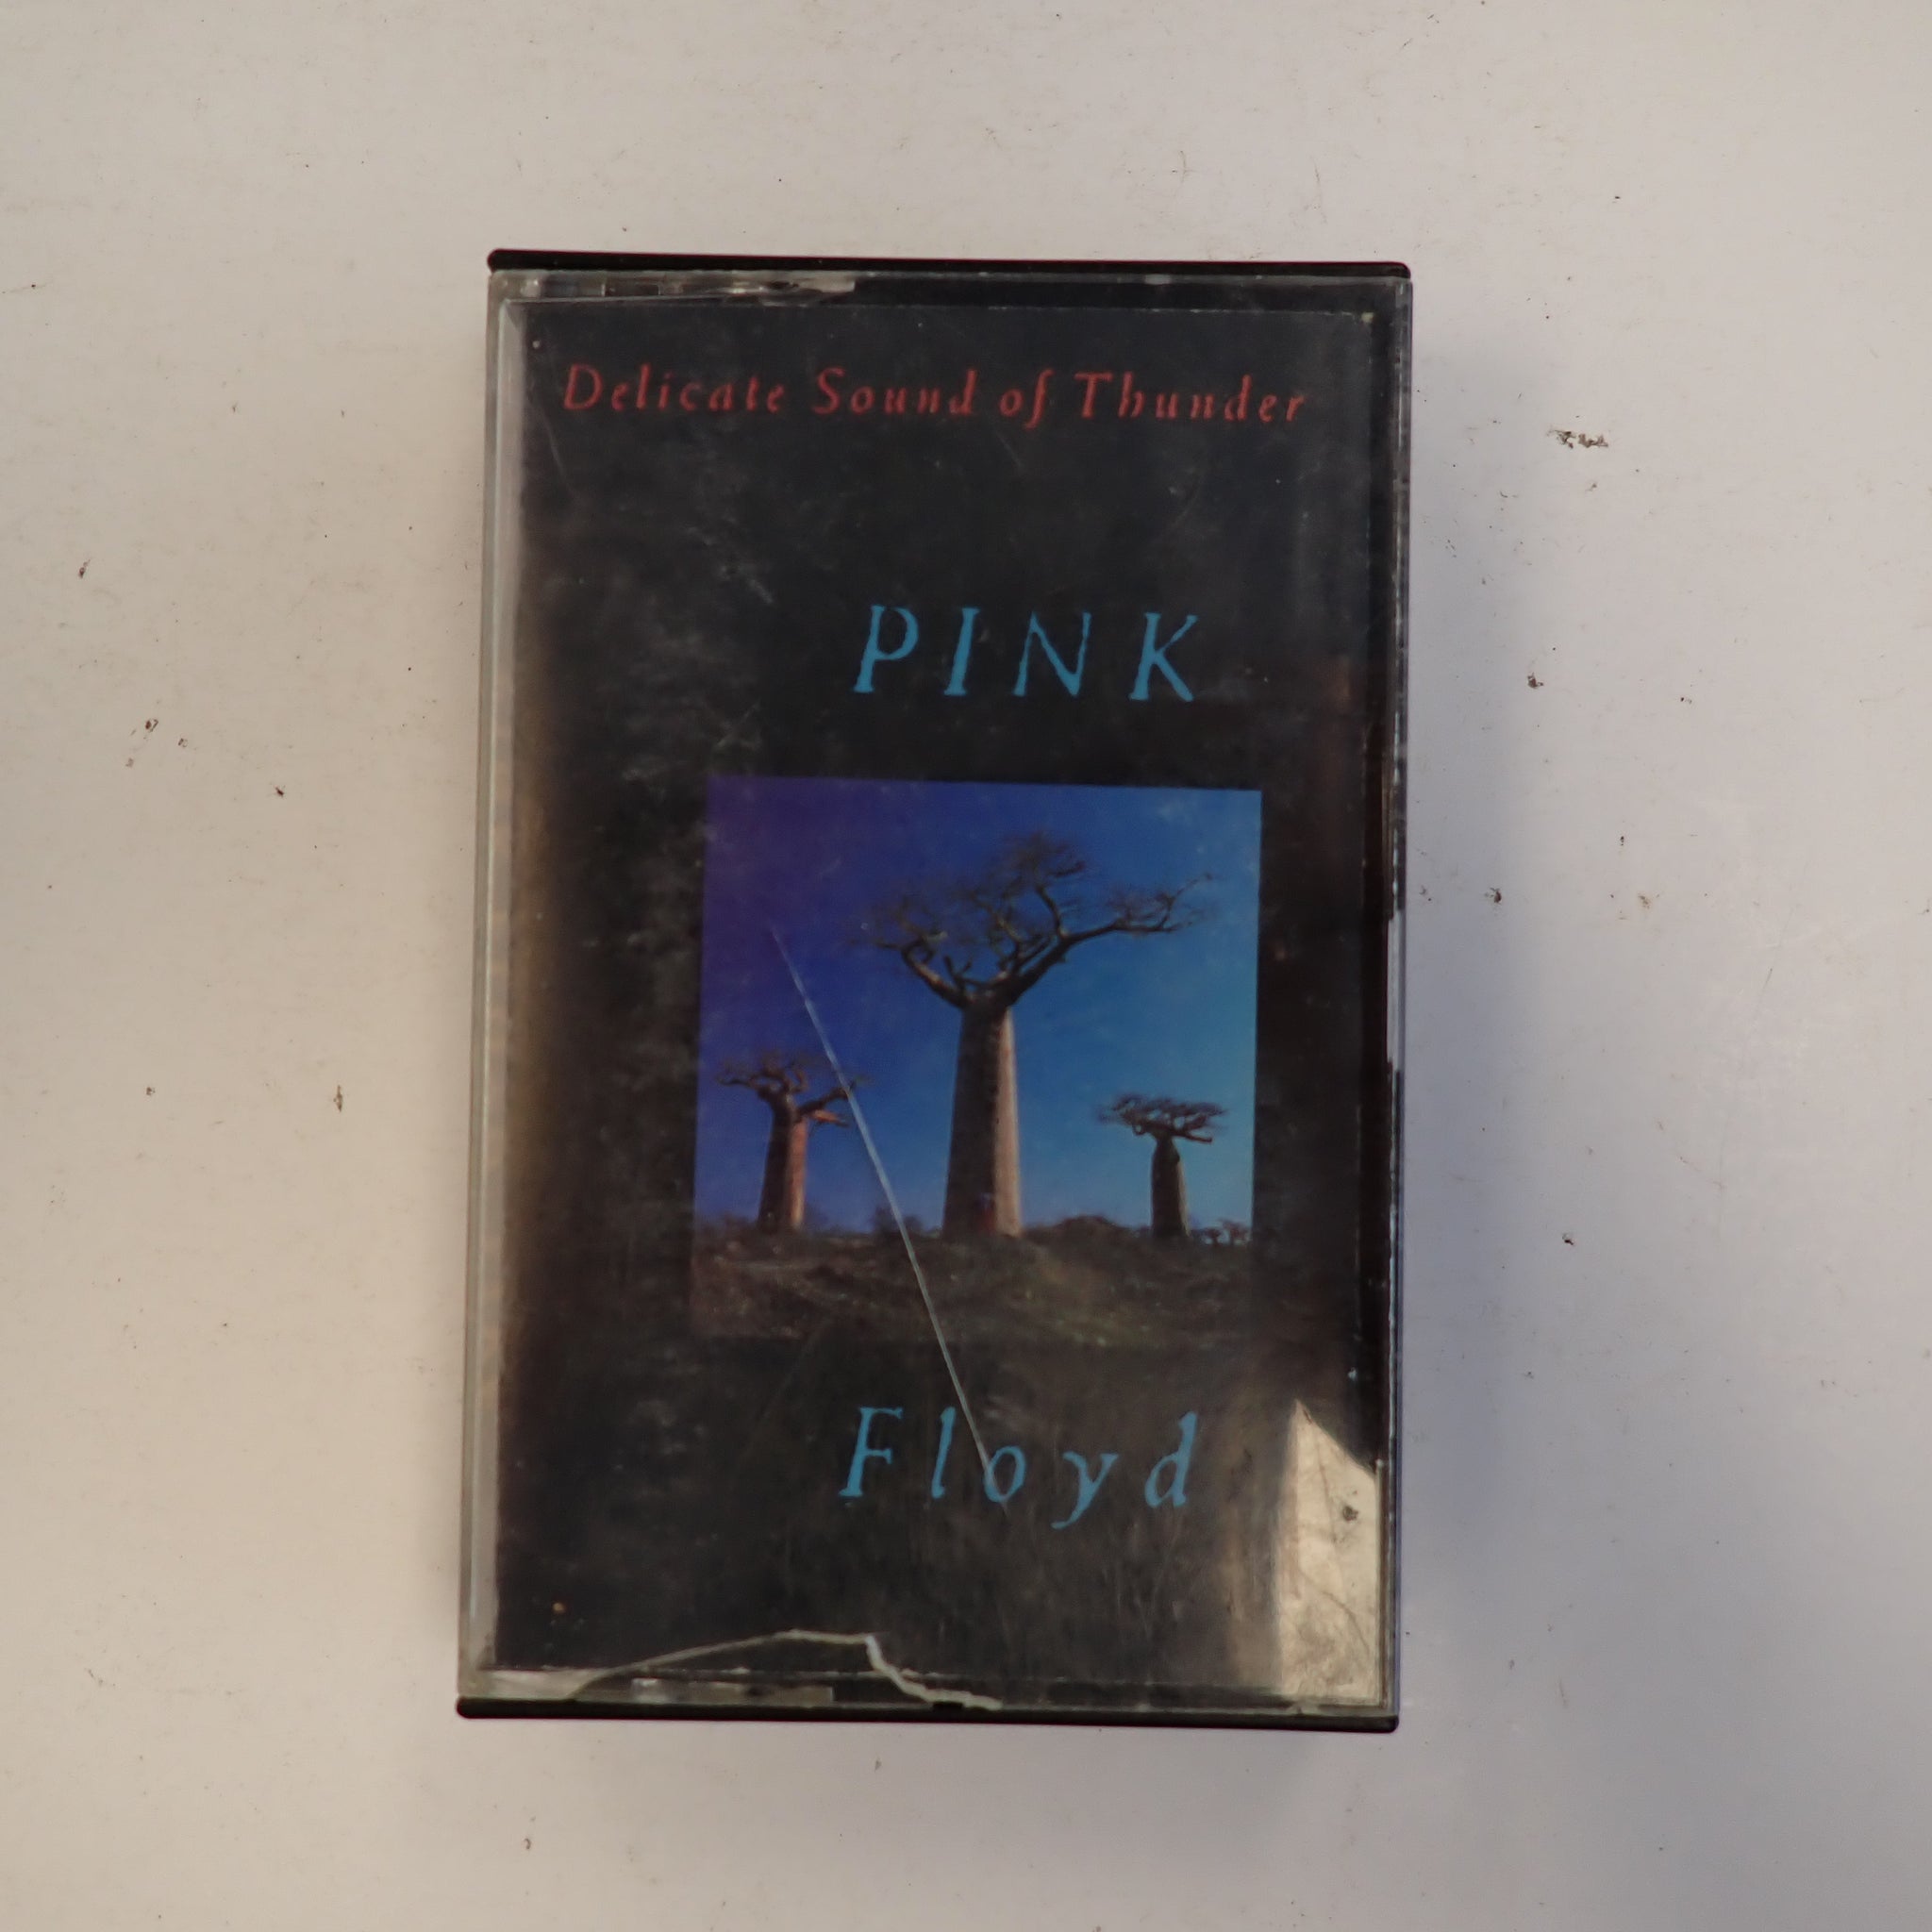 Delicate Sound of Thunder
PINK
Floyd